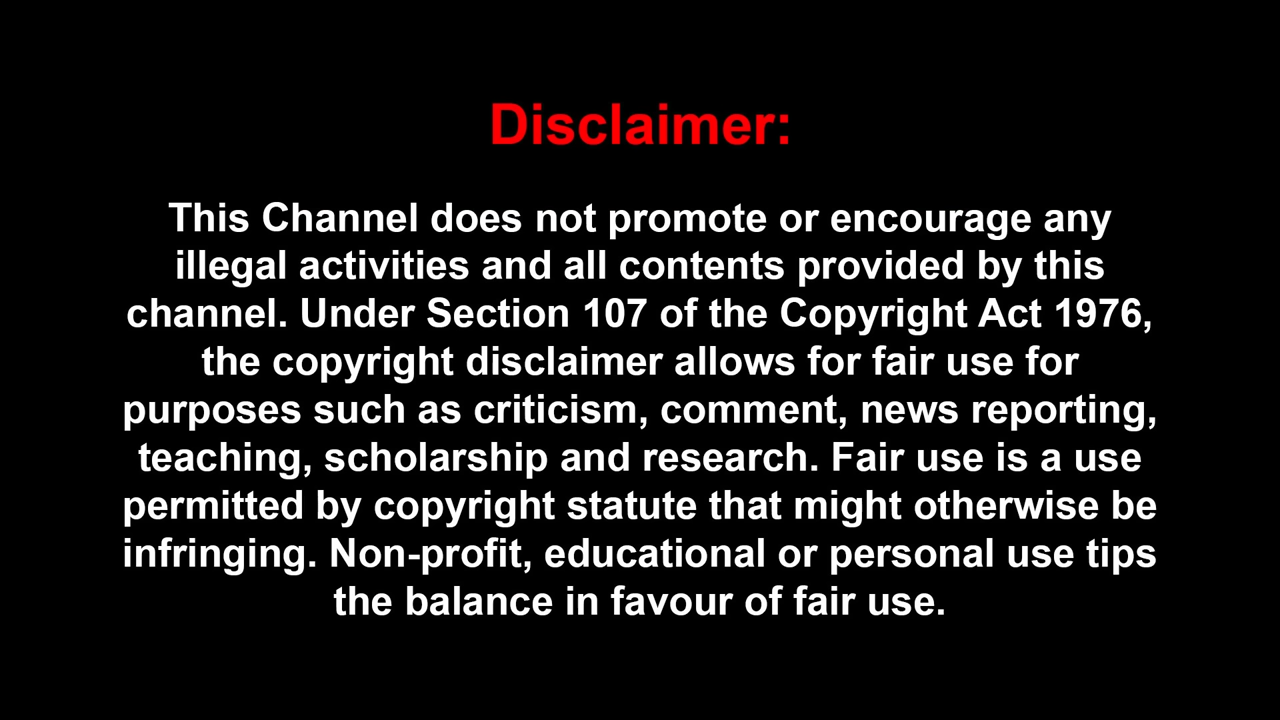 Disclaimer:
This Channel does not promote or encourage any
illegal activities and all contents provided by this
channel. Under Section 107 of the Copyright Act 1976,
the copyright disclaimer allows for fair use for
purposes such as criticism, comment, news reporting,
teaching, scholarship and research. Fair use is a use
permitted by copyright statute that might otherwise be
infringing. Non-profit, educational or personal use tips
the balance in favour of fair use.